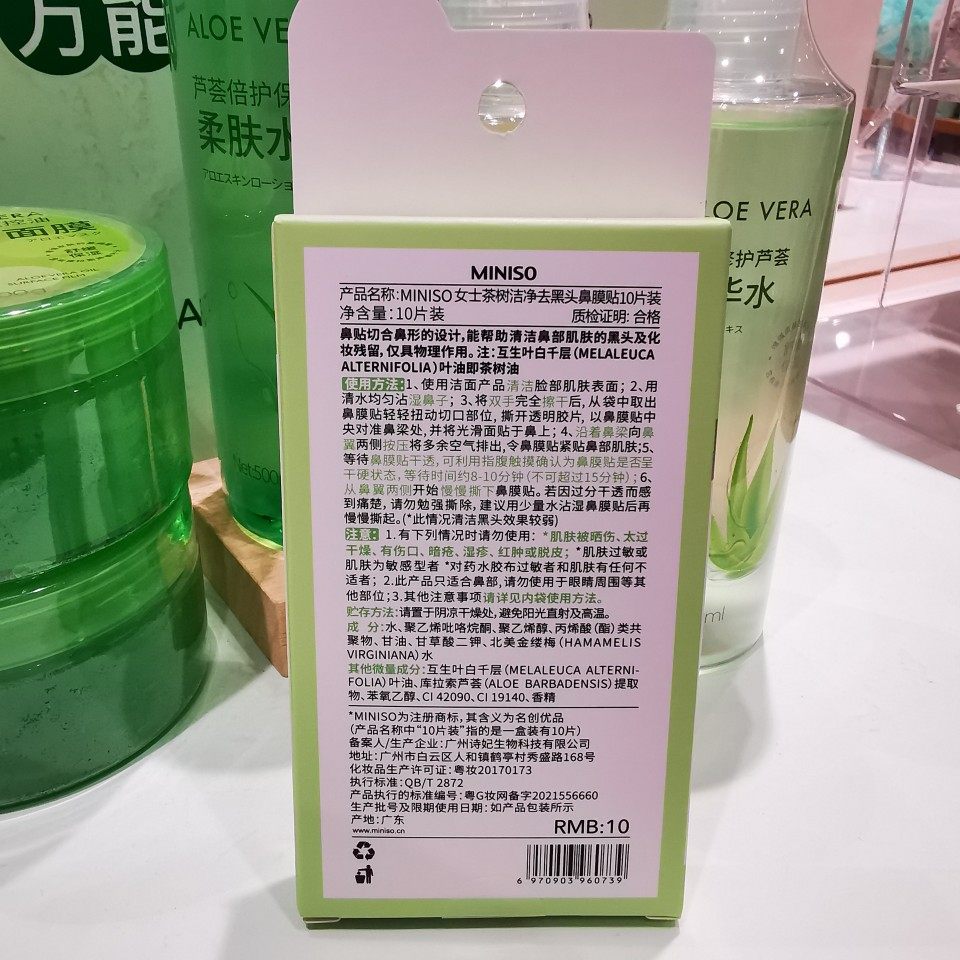 万能
ALOE VE
芦荟倍护保
柔肤水
アロエスキンローショ
面膜
舒缓
保湿
LOE VERA
修护芦荟
华水
キス
ml
Net:500
MINISO
产品名称:MINISO女士茶树洁净去黑头鼻膜贴10片装
净含量:10片装 质检证明:合格
鼻贴切合鼻形的设计,能帮助清洁鼻部肌肤的黑头及化
妆残留,仅具物理作用。注:互生叶白千层(MELALEUCA
ALTERNIFOLIA)叶油即茶树油
使用方法:1、使用洁面产品清洁脸部肌肤表面;2、用
清水均匀沾湿鼻子;3、将双手完全擦干后,从袋中取出
鼻膜贴轻轻扭动切口部位,撕开透明胶片,以鼻膜贴中
央对准鼻梁处,并将光滑面贴于鼻上;4、沿着鼻梁向鼻
翼两侧按压将多余空气排出,令鼻膜贴紧贴鼻部肌肤;5、
等待鼻膜贴干透,可利用指腹触摸确认为鼻膜贴是否呈
干硬状态,等待时间约8-10分钟(不可超过15分钟);6、
从鼻翼两侧开始慢慢撕下鼻膜贴。若因过分干透而感
到痛楚,请勿勉强撕除,建议用少量水沾湿鼻膜贴后再
慢慢撕起。(*此情况清洁黑头效果较弱)
注意:1.有下列情况时请勿使用:*肌肤被晒伤、太过
干燥、有伤口、暗疮、湿疹、红肿或脱皮;*肌肤过敏或
肌肤为敏感型者 *对药水胶布过敏者和肌肤有任何不
适者;2.此产品只适合鼻部,请勿使用于眼睛周围等其
他部位;3.其他注意事项请详见内袋使用方法。
贮存方法:请置于阴凉干燥处,避免阳光直射及高温。
成 分:水、聚乙烯吡咯烷酮、聚乙烯醇、丙烯酸(酯)类共
聚物、甘油、甘草酸二钾、北美金缕梅(HAMAMELIS
VIRGINIANA)水
其他微量成分:互生叶白千层(MELALEUCA ALTERNI-
FOLIA)叶油、库拉索芦荟(ALOE BARBADENSIS)提取
物、苯氧乙醇、CI 42090、CI 19140、香精
*MINISO为注册商标,其含义为名创优品
(产品名称中“10片装”指的是一盒装有10片)
备案人/生产企业:广州诗妃生物科技有限公司
地址:广州市白云区人和镇鹤亭村秀盛路168号
化妆品生产许可证:粤妆20170173
执行标准:QB/T 2872
产品执行的标准编号:粤G妆网备字2021556660
生产批号及限期使用日期:如产品包装所示
产地:广东
www.miniso.cn
RMB:10
6 970903 960739